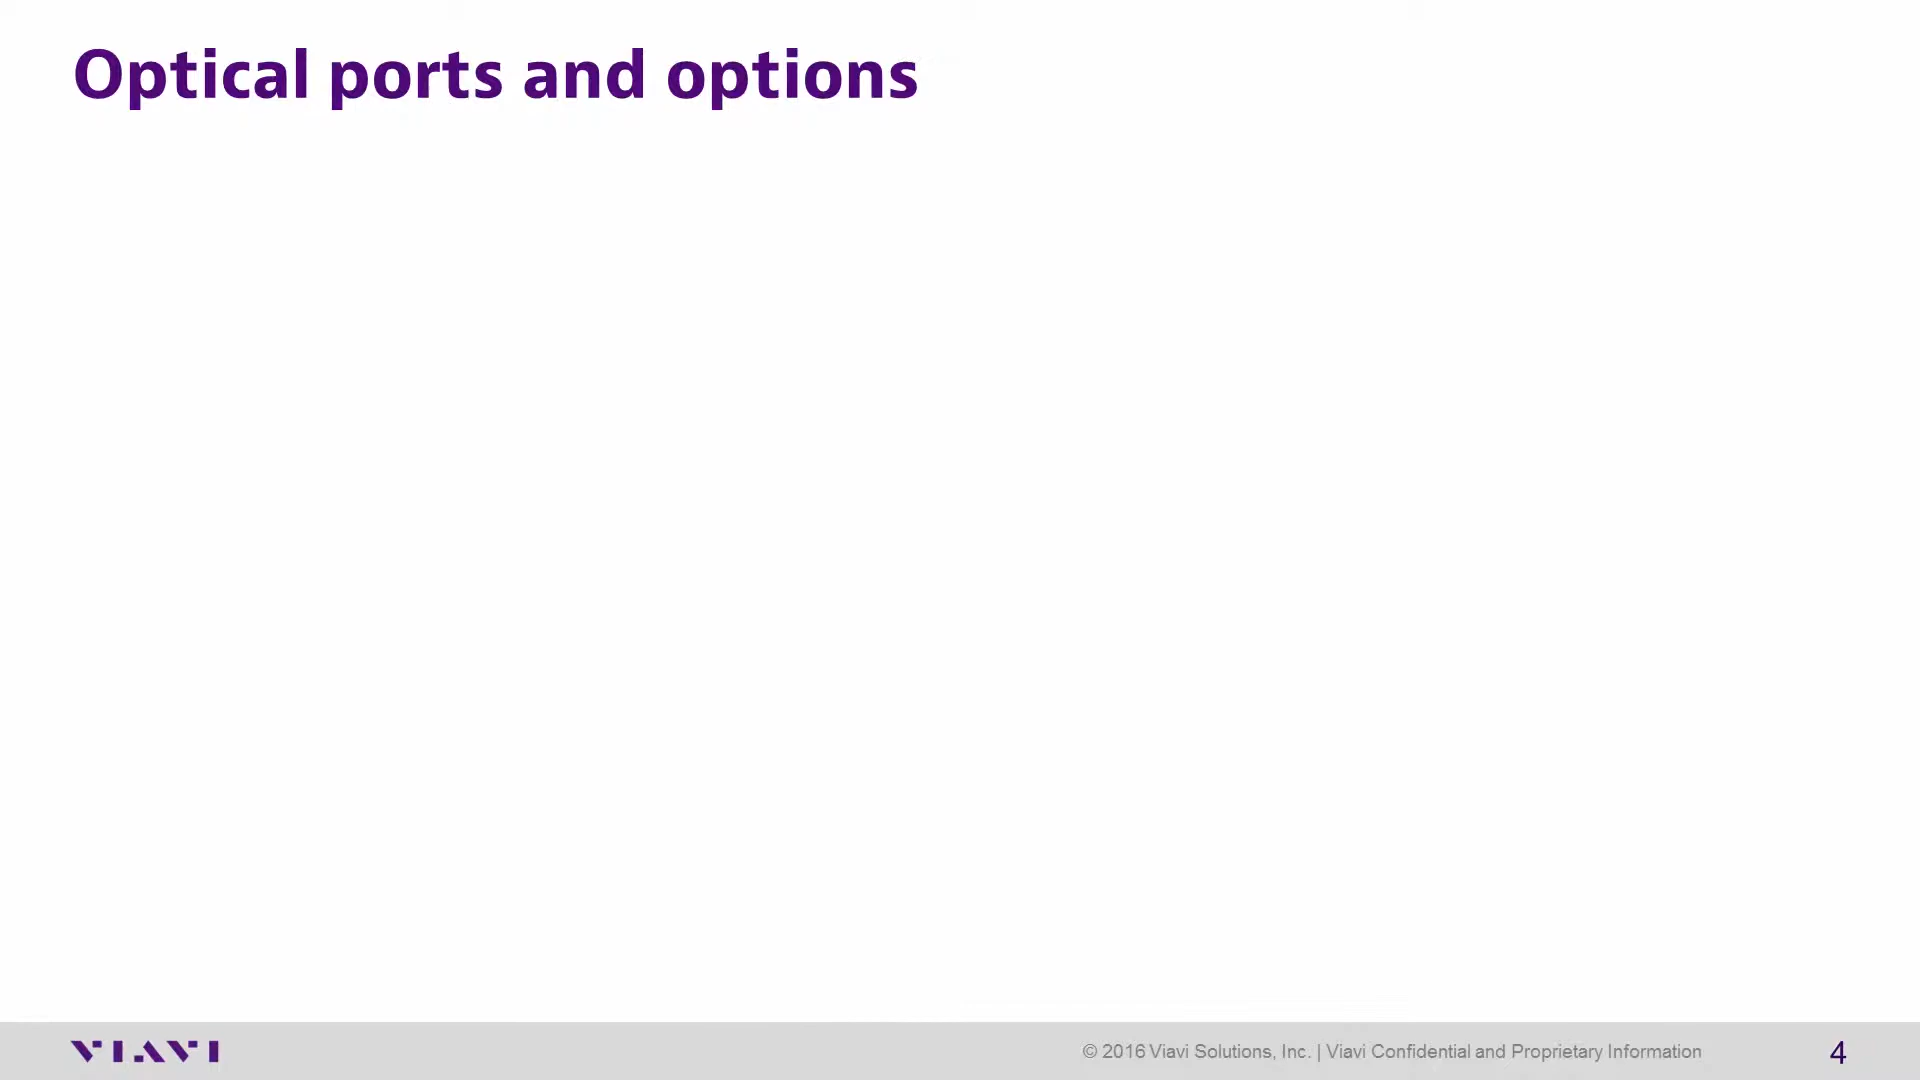 Optical ports and options
VIAVI
© 2016 Viavi Solutions, Inc. | Viavi Confidential and Proprietary Information
4